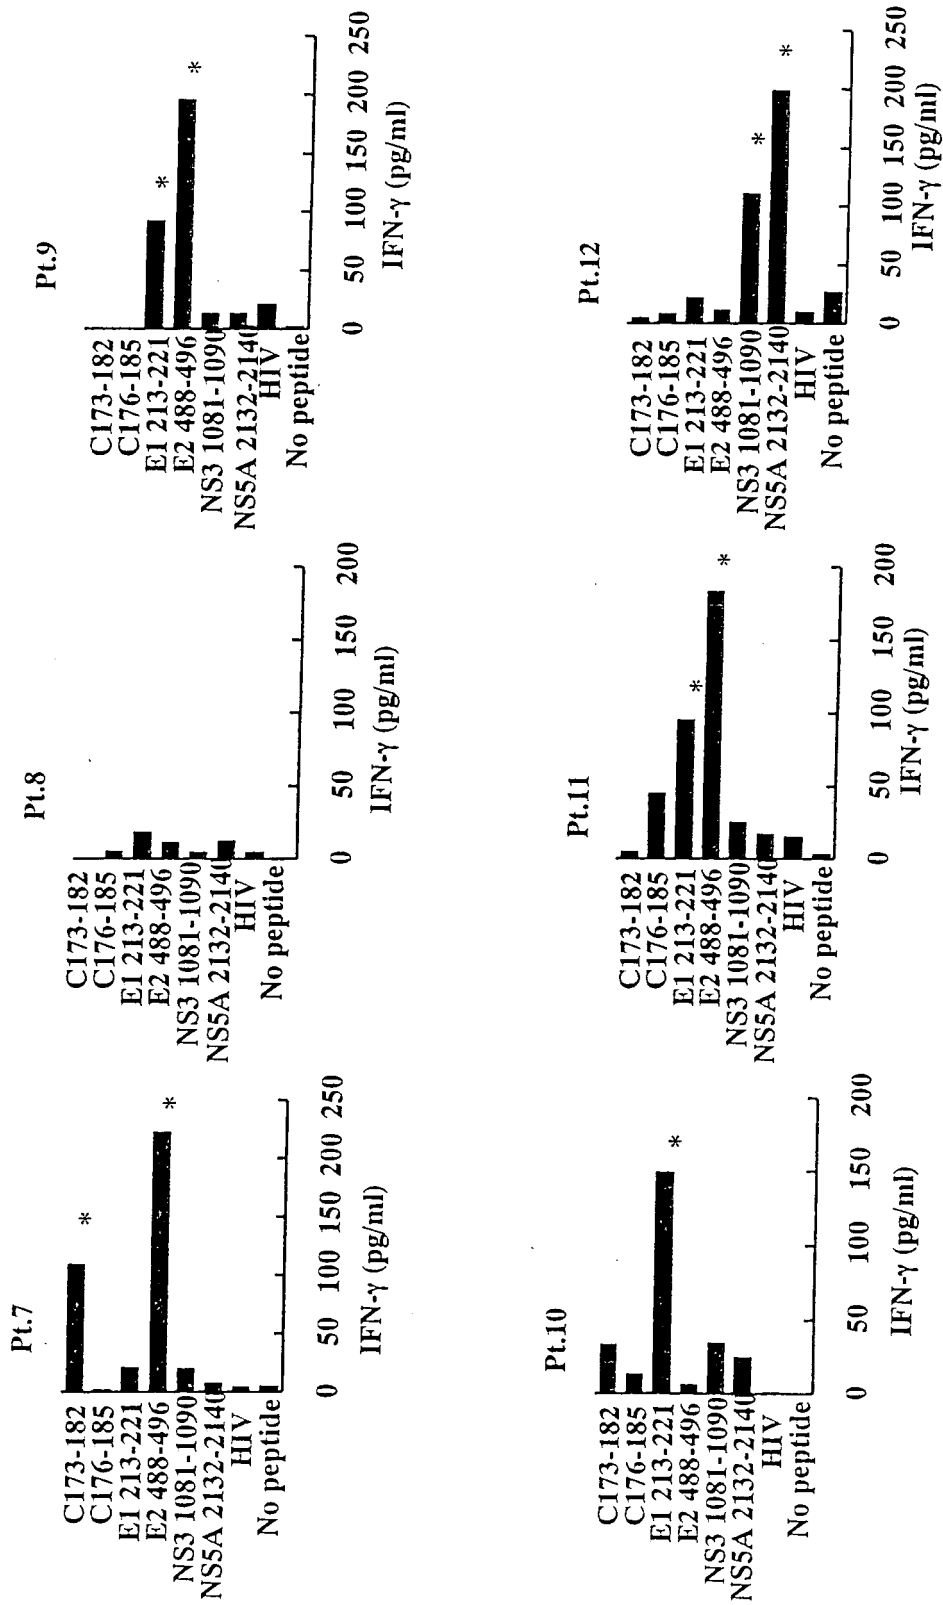 Pt.7
C173-182
C176-185
E1 213-221
E2 488-496
NS3 1081-1090
NS5A 2132-2140
HIV
No peptide
0 50 100 150 200 250
IFN-γ (pg/ml)
*
*
Pt.8
C173-182
C176-185
E1 213-221
E2 488-496
NS3 1081-1090
NS5A 2132-2140
HIV
No peptide
0 50 100 150 200
IFN-γ (pg/ml)
Pt.9
C173-182
C176-185
E1 213-221
E2 488-496
NS3 1081-1090
NS5A 2132-2140
HIV
No peptide
0 50 100 150 200 250
IFN-γ (pg/ml)
*
*
Pt.10
C173-182
C176-185
E1 213-221
E2 488-496
NS3 1081-1090
NS5A 2132-2140
HIV
No peptide
0 50 100 150 200
IFN-γ (pg/ml)
*
Pt.11
C173-182
C176-185
E1 213-221
E2 488-496
NS3 1081-1090
NS5A 2132-2140
HIV
No peptide
0 50 100 150 200
IFN-γ (pg/ml)
*
*
Pt.12
C173-182
C176-185
E1 213-221
E2 488-496
NS3 1081-1090
NS5A 2132-2140
HIV
No peptide
0 50 100 150 200 250
IFN-γ (pg/ml)
*
*